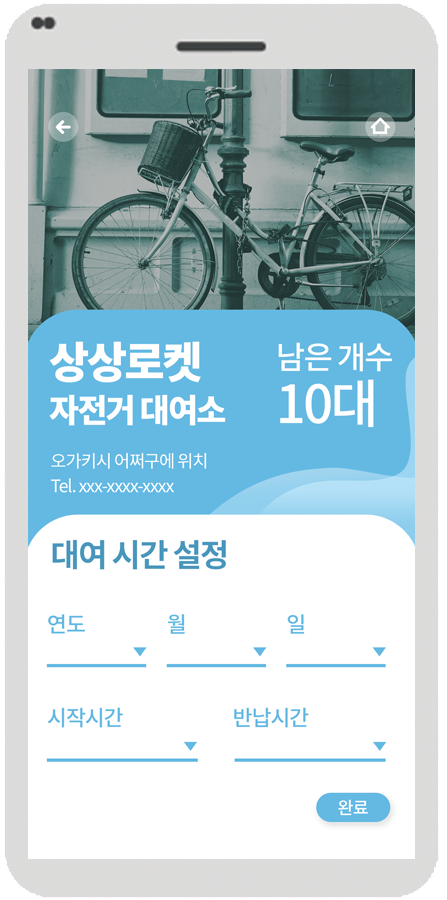 상상로켓
자전거 대여소
남은 개수
10대
오가키시 어쩌구에 위치
Tel. xxx-xxxx-xxxx
대여 시간 설정
연도 월 일
시작시간 반납시간
완료